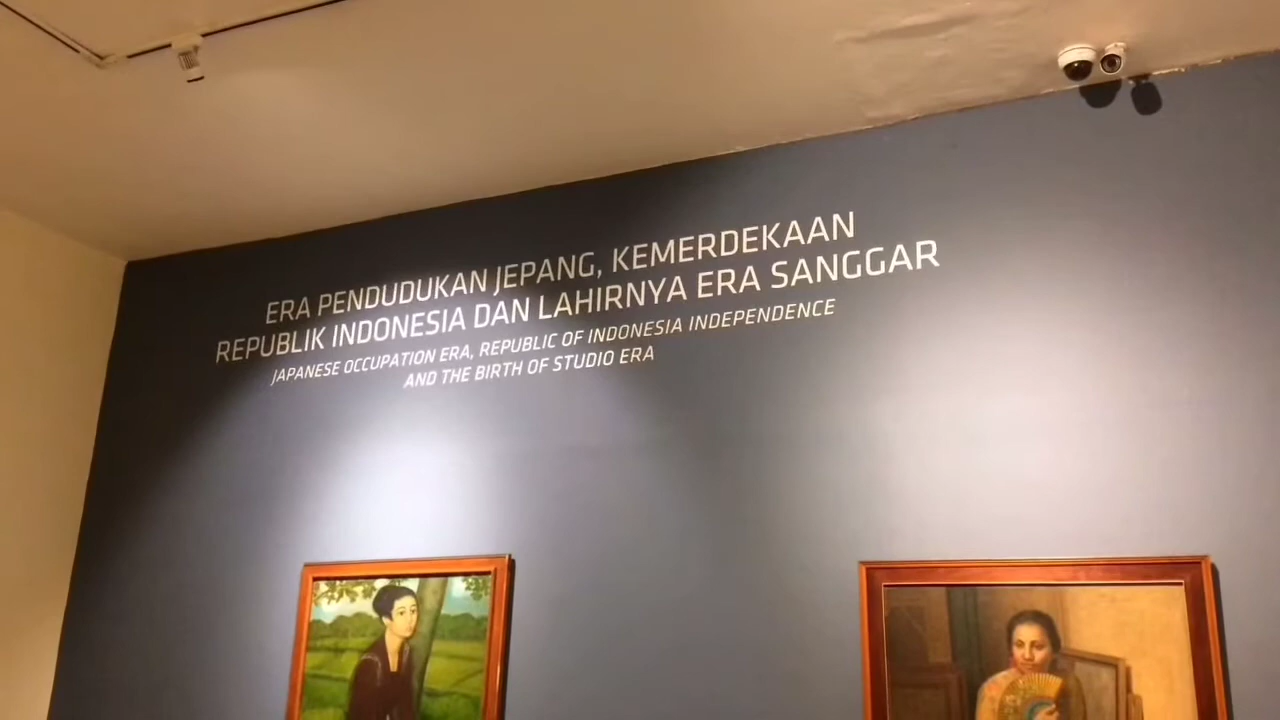 ERA PENDUDUKAN JEPANG, KEMERDEKAAN
REPUBLIK INDONESIA DAN LAHIRNYA ERA SANGGAR
JAPANESE OCCUPATION ERA, REPUBLIC OF INDONESIA INDEPENDENCE
AND THE BIRTH OF STUDIO ERA